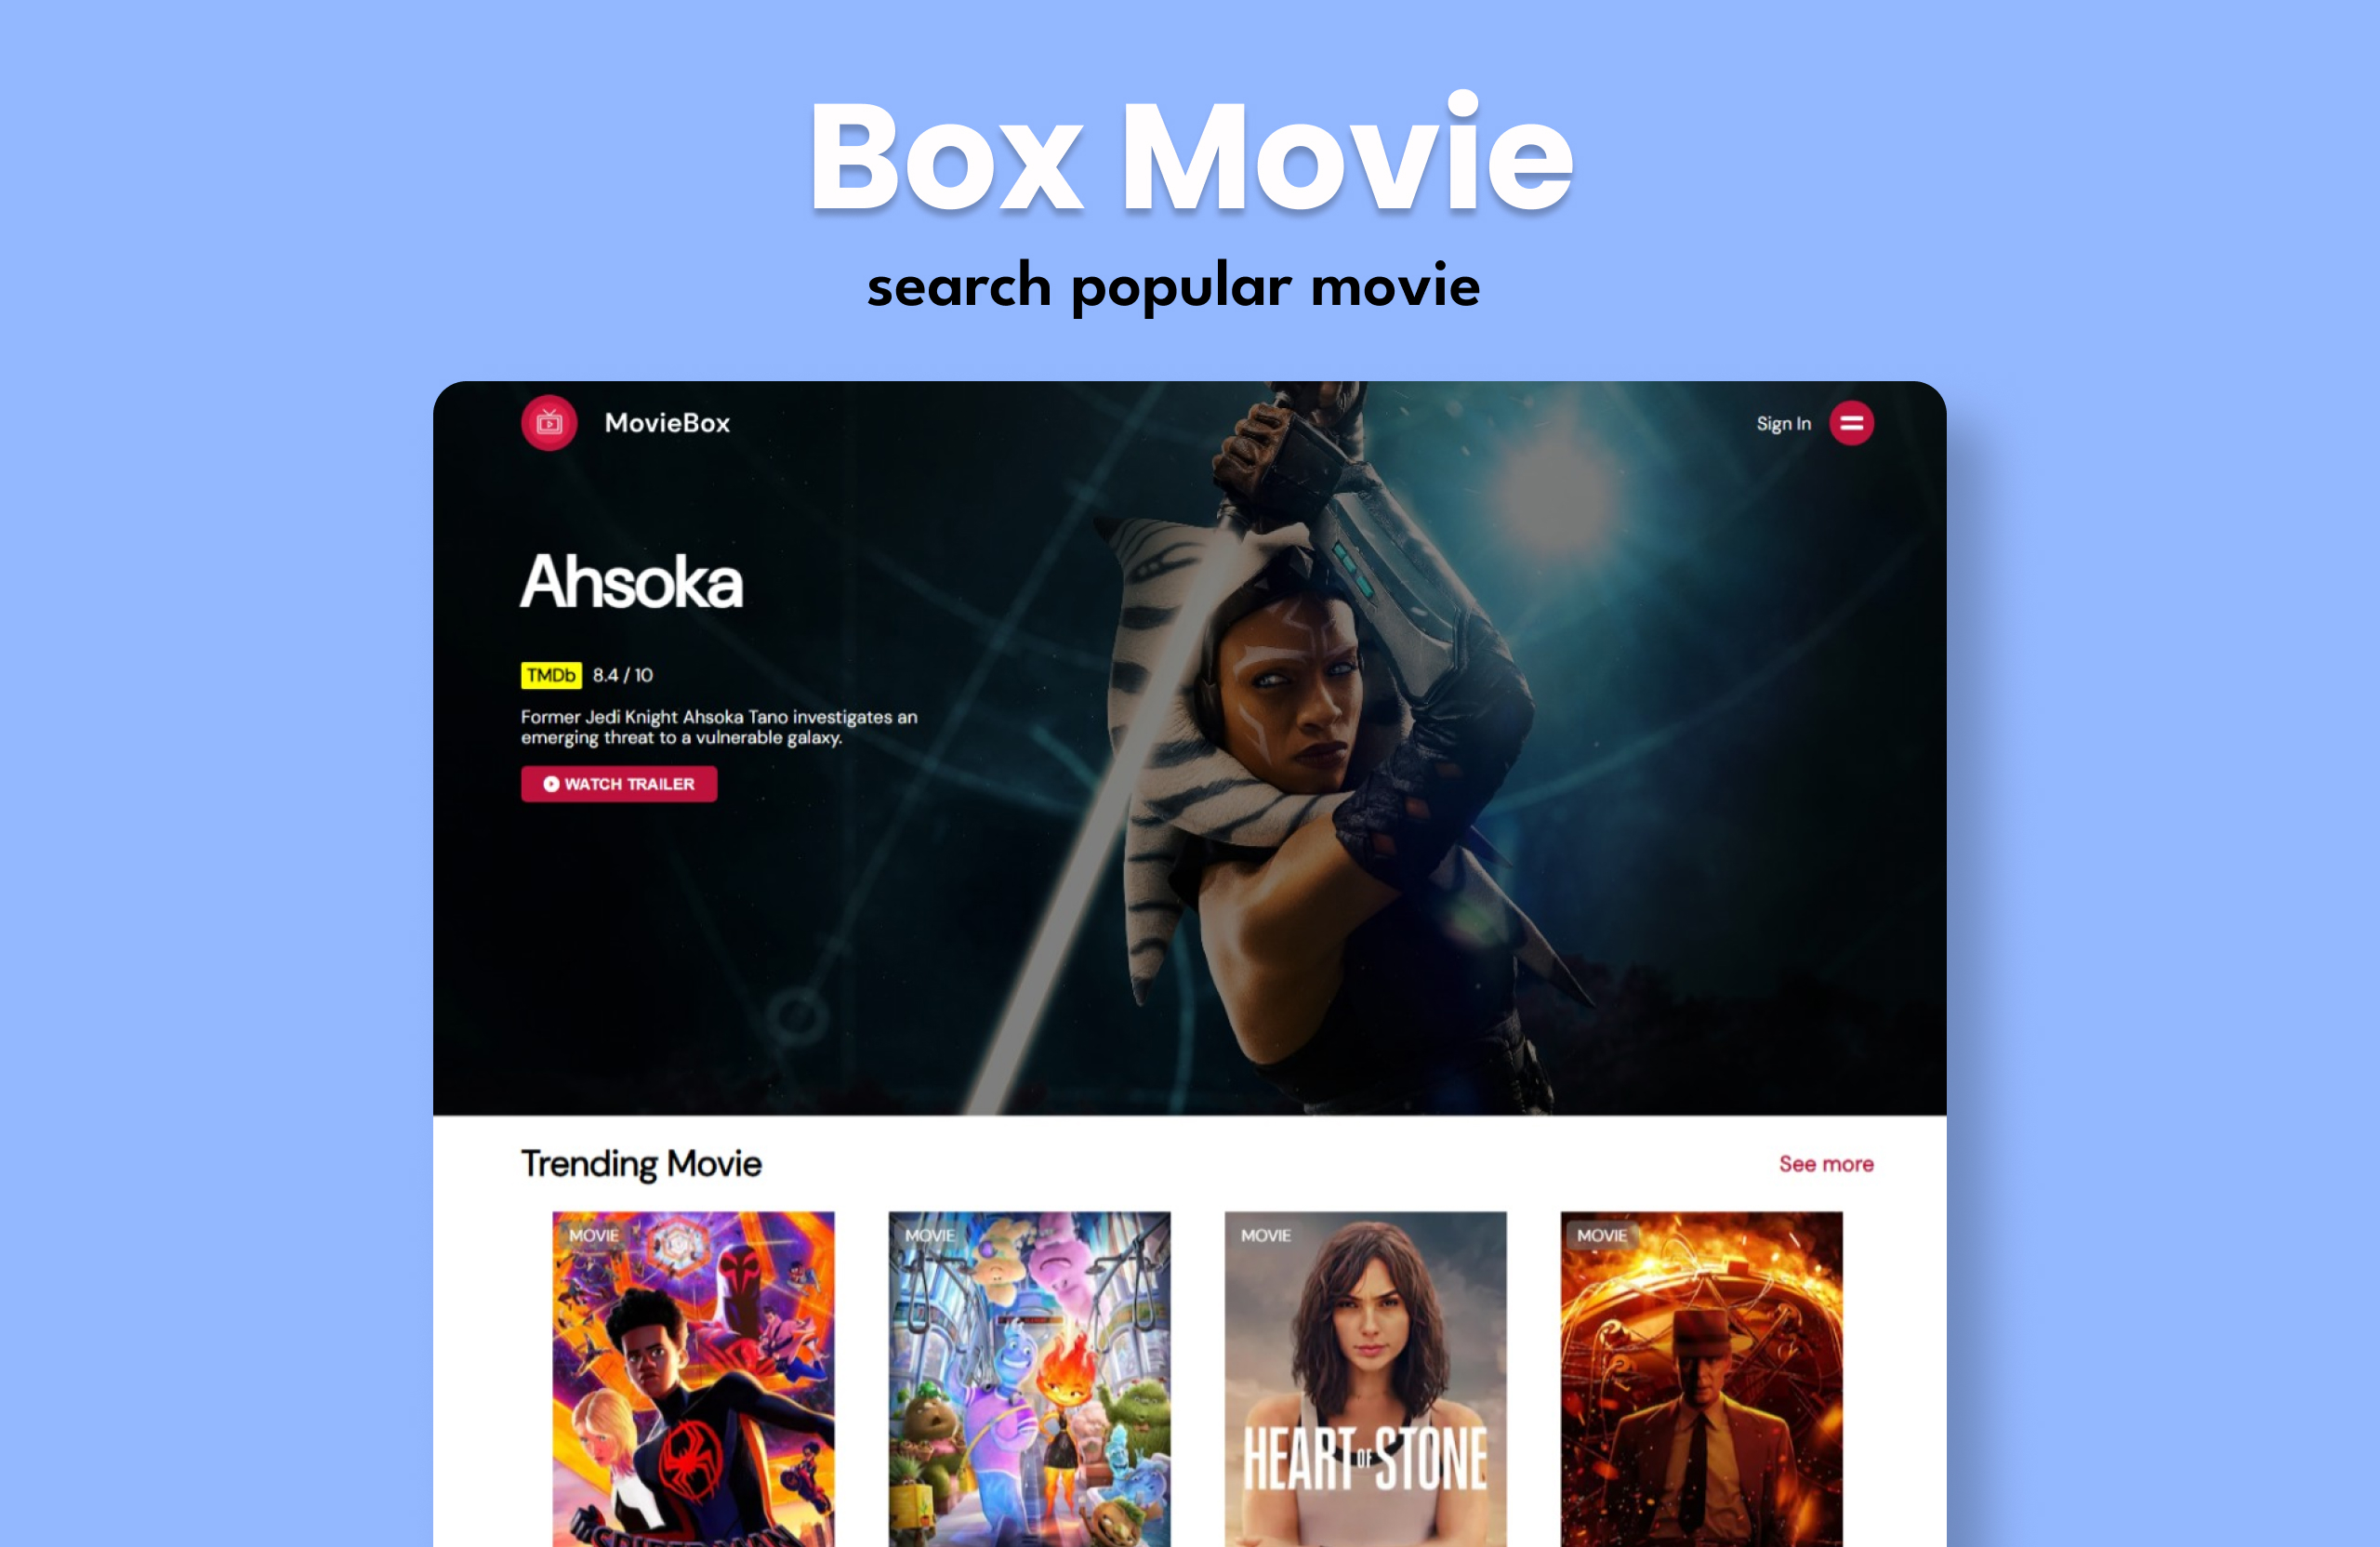 Box Movie
search popular movie
MovieBox
Sign In
Ahsoka
TMDb 8.4 / 10
Former Jedi Knight Ahsoka Tano investigates an
emerging threat to a vulnerable galaxy.
WATCH TRAILER
Trending Movie
See more
MOVIE
MOVIE
MOVIE
MOVIE
HEART OF STONE
SPIDER-MAN